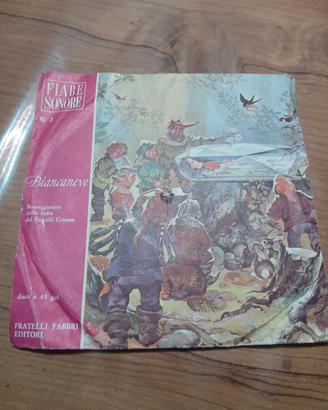 FIABE
SONORE
N. 2
Biancaneve
Sceneggiatura
dalla fiaba
dei Fratelli Grimm
disco a 45 giri
FRATELLI FABBRI
EDITORI